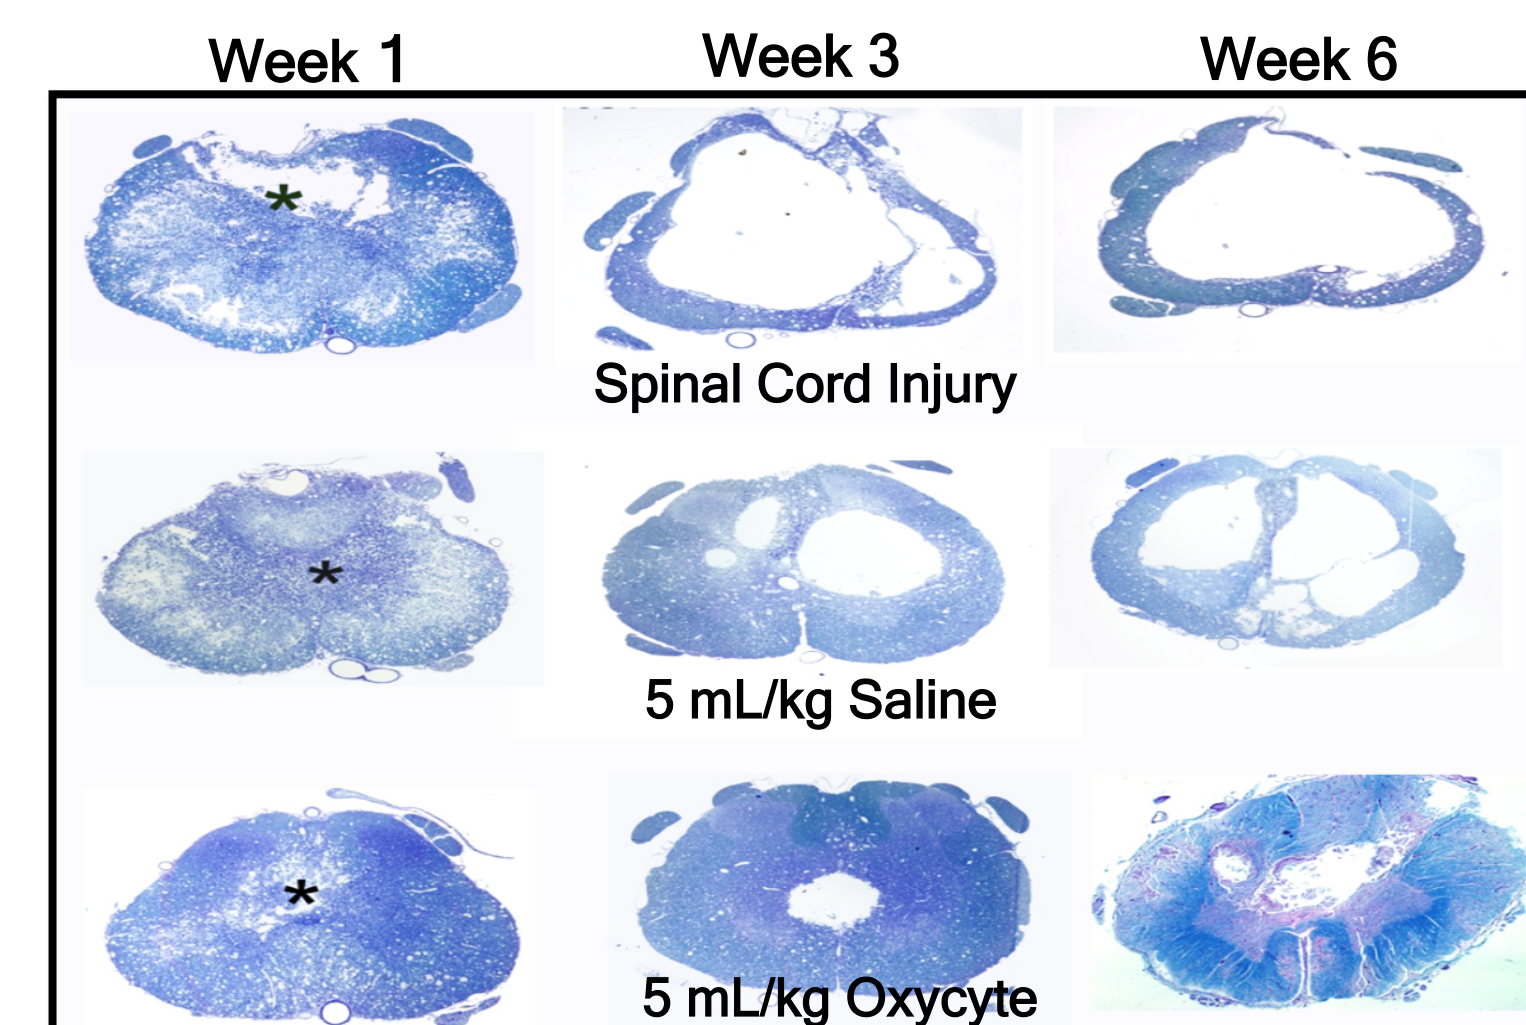 Week 1 Week 3 Week 6
*
Spinal Cord Injury
*
5 mL/kg Saline
*
5 mL/kg Oxycyte